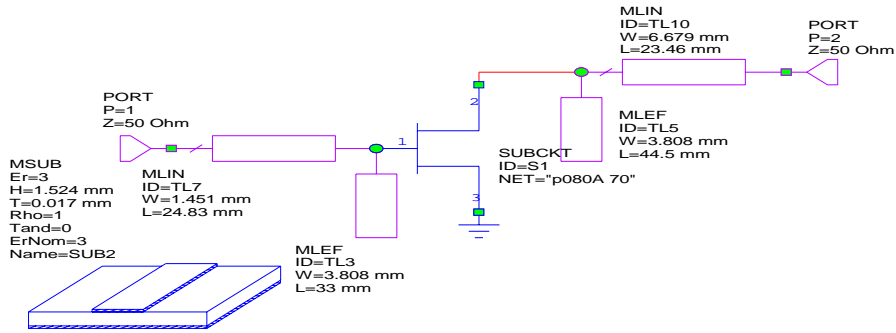 MLIN
ID=TL10
W=6.679 mm
L=23.46 mm
PORT
P=2
Z=50 Ohm
2
PORT
P=1
Z=50 Ohm
1
MLEF
ID=TL5
W=3.808 mm
L=44.5 mm
SUBCKT
ID=S1
NET="p080A 70"
MSUB
Er=3
H=1.524 mm
T=0.017 mm
Rho=1
Tand=0
ErNom=3
Name=SUB2
MLIN
ID=TL7
W=1.451 mm
L=24.83 mm
3
MLEF
ID=TL3
W=3.808 mm
L=33 mm